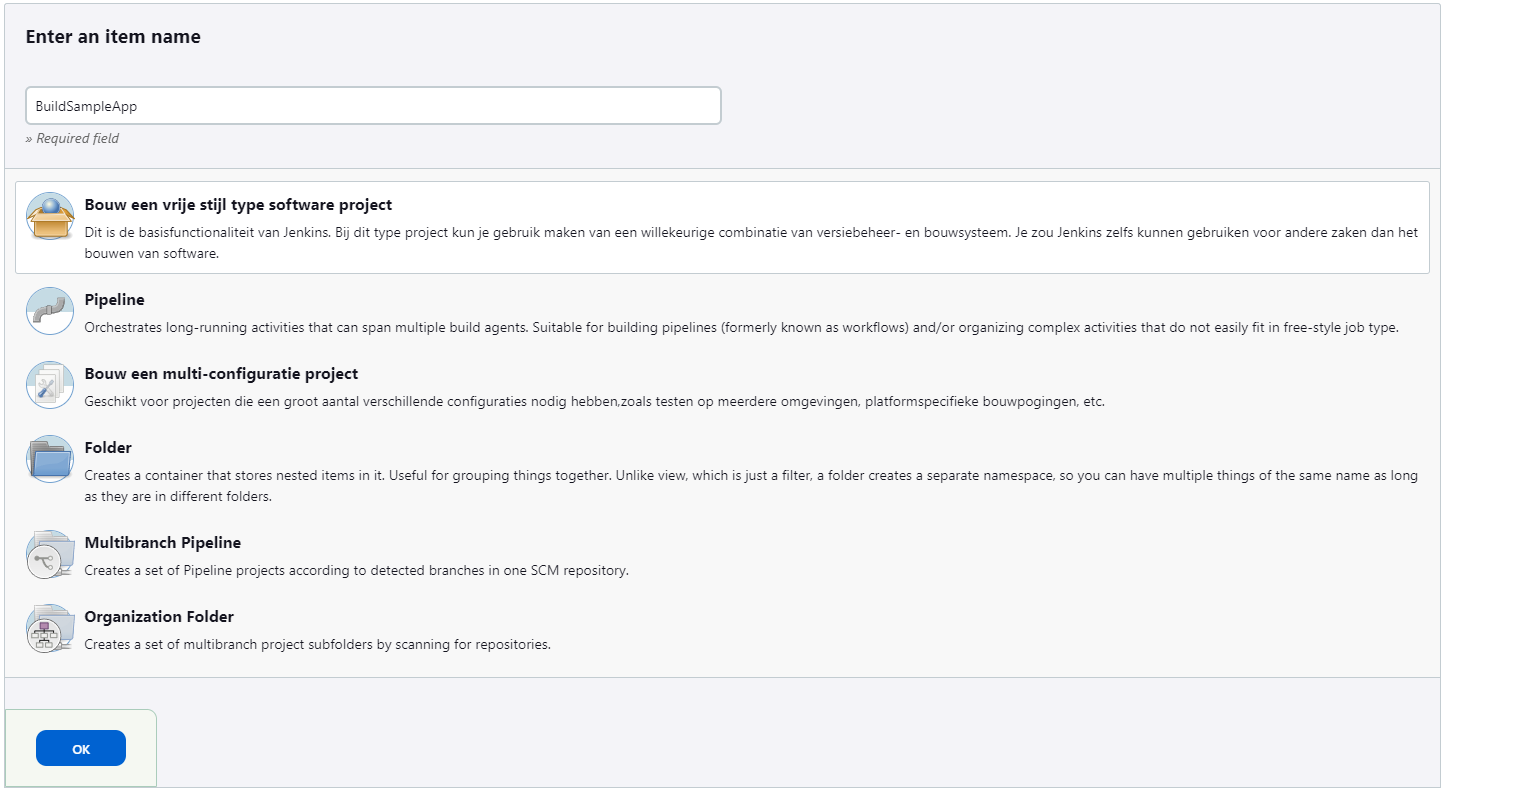 Enter an item name
BuildSampleApp
» Required field
Bouw een vrije stijl type software project
Dit is de basisfunctionaliteit van Jenkins. Bij dit type project kun je gebruik maken van een willekeurige combinatie van versiebeheer- en bouwsysteem. Je zou Jenkins zelfs kunnen gebruiken voor andere zaken dan het
bouwen van software.
Pipeline
Orchestrates long-running activities that can span multiple build agents. Suitable for building pipelines (formerly known as workflows) and/or organizing complex activities that do not easily fit in free-style job type.
Bouw een multi-configuratie project
Geschikt voor projecten die een groot aantal verschillende configuraties nodig hebben,zoals testen op meerdere omgevingen, platformspecifieke bouwpogingen, etc.
Folder
Creates a container that stores nested items in it. Useful for grouping things together. Unlike view, which is just a filter, a folder creates a separate namespace, so you can have multiple things of the same name as long
as they are in different folders.
Multibranch Pipeline
Creates a set of Pipeline projects according to detected branches in one SCM repository.
Organization Folder
Creates a set of multibranch project subfolders by scanning for repositories.
OK